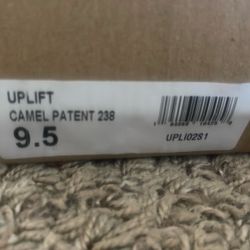 UPLIFT
CAMEL PATENT 238
9.5
UPLI02S1